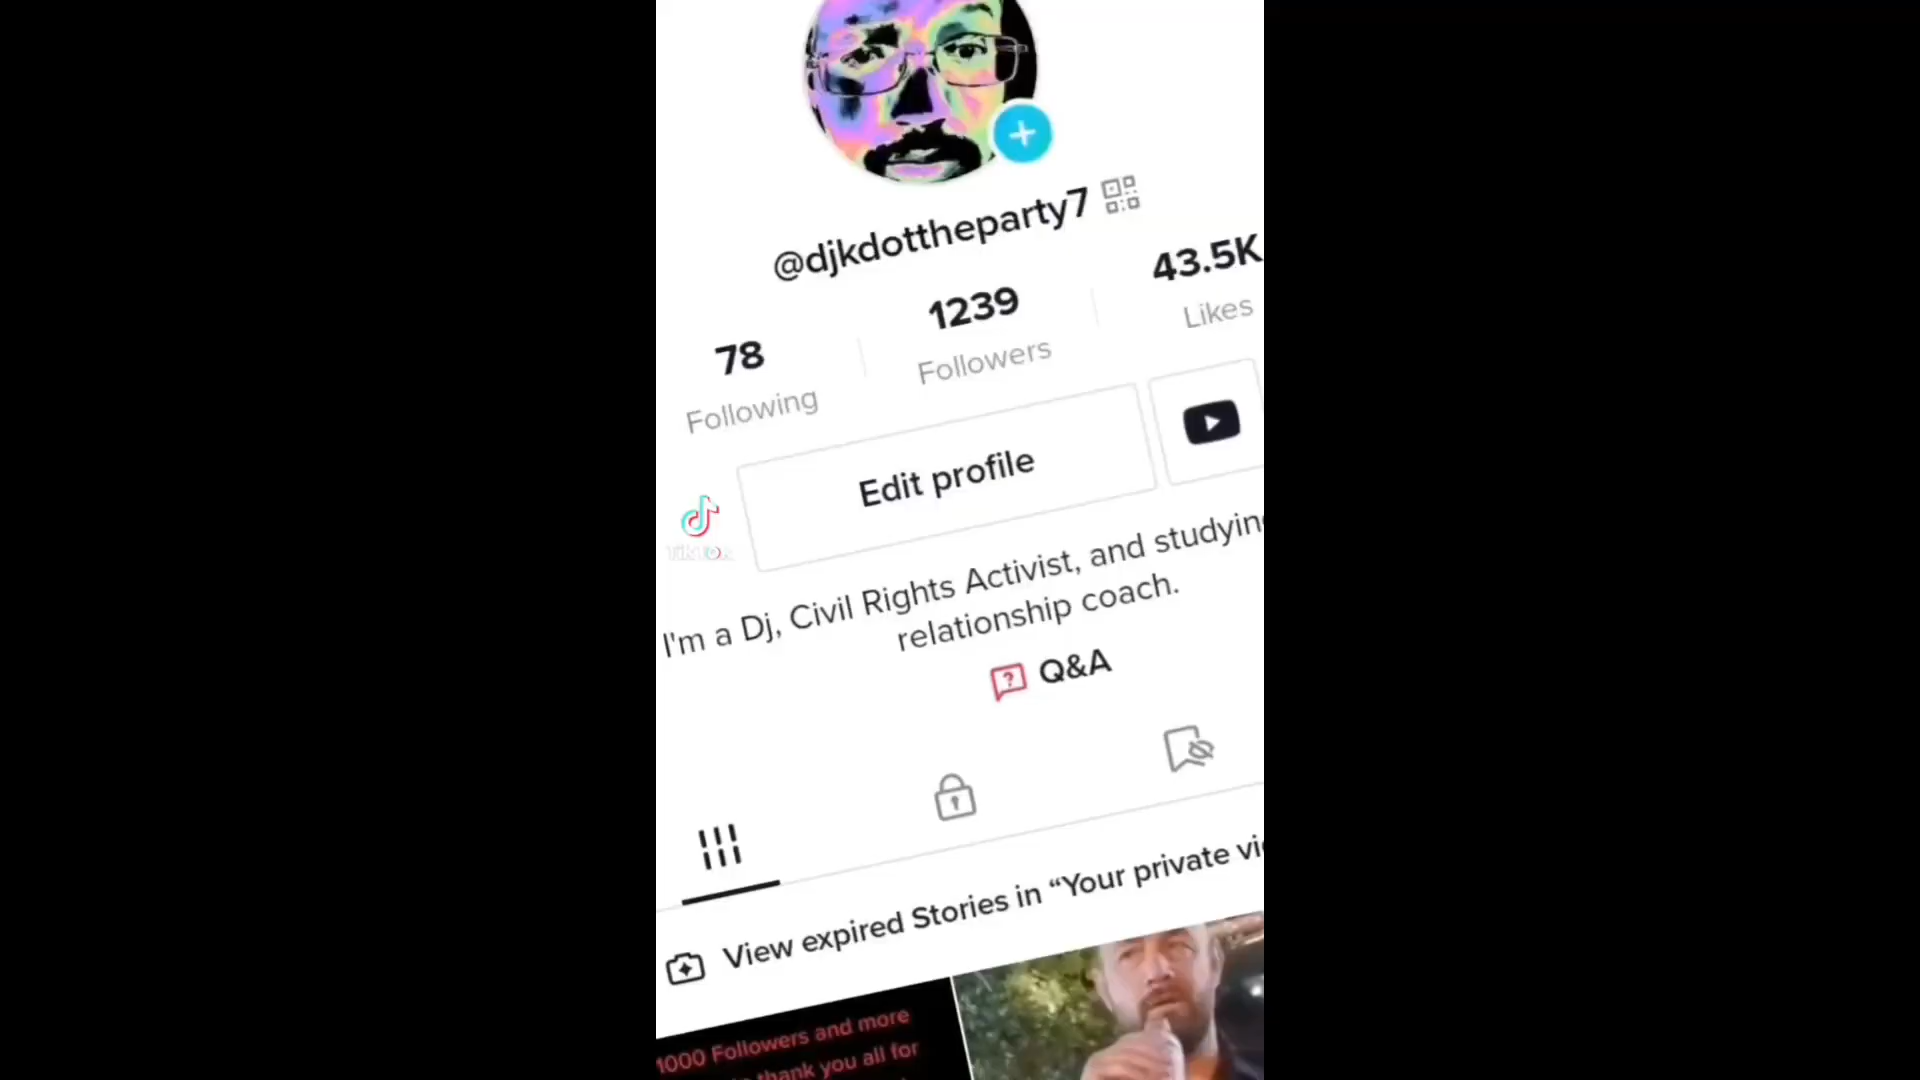 @djkdottheparty7
78
Following
1239
Followers
43.5K
Likes
Edit profile
TikTok
I'm a Dj, Civil Rights Activist, and studyin
relationship coach.
Q&A
View expired Stories in “Your private vi
1000 Followers and more
thank you all for